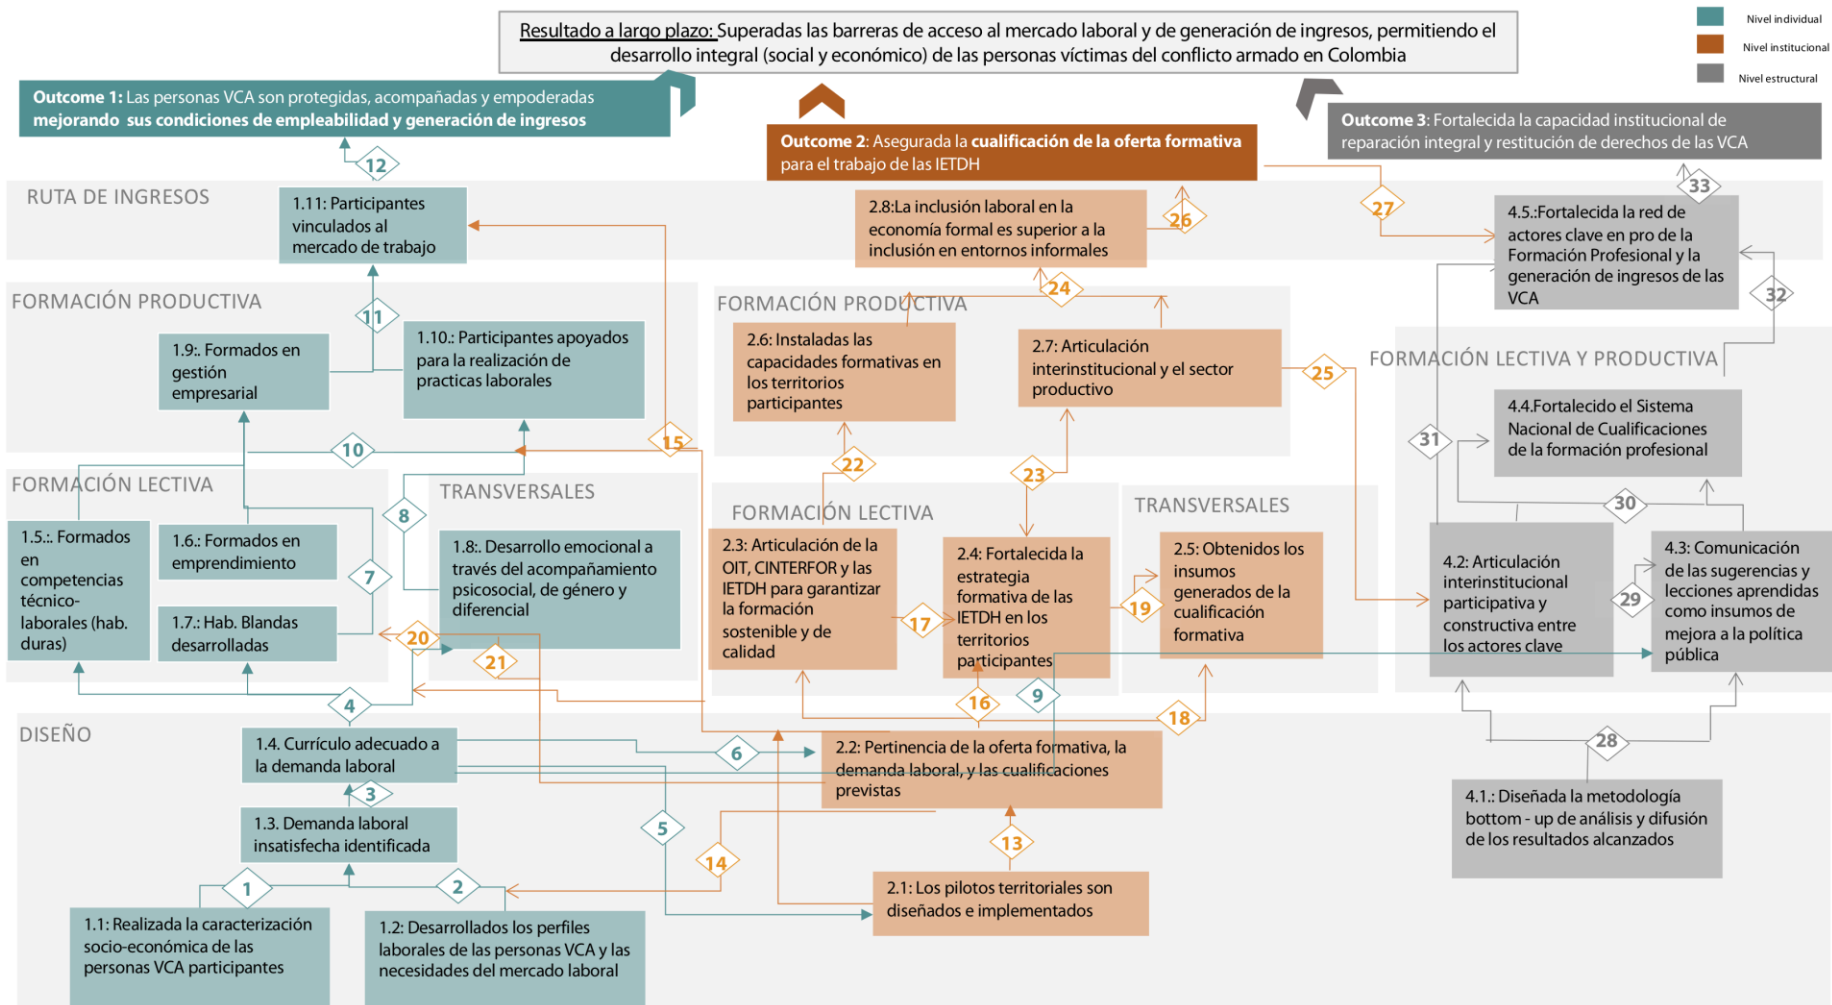 Resultado a largo plazo: Superadas las barreras de acceso al mercado laboral y de generación de ingresos, permitiendo el
desarrollo integral (social y económico) de las personas víctimas del conflicto armado en Colombia
Nivel individual
Nivel institucional
Nivel estructural
Outcome 1: Las personas VCA son protegidas, acompañadas y empoderadas
mejorando sus condiciones de empleabilidad y generación de ingresos
Outcome 2: Asegurada la cualificación de la oferta formativa
para el trabajo de las IETDH
Outcome 3: Fortalecida la capacidad institucional de
reparación integral y restitución de derechos de las VCA
12
33
RUTA DE INGRESOS
1.11: Participantes
vinculados al
mercado de trabajo
2.8:La inclusión laboral en la
economía formal es superior a la
inclusión en entornos informales
26
27
4.5.:Fortalecida la red de
actores clave en pro de la
Formación Profesional y la
generación de ingresos de las
VCA
FORMACIÓN PRODUCTIVA
11
1.9:. Formados en
gestión
empresarial
1.10.: Participantes apoyados
para la realización de
practicas laborales
10
15
FORMACIÓN PRODUCTIVA
24
2.6: Instaladas las
capacidades formativas en
los territorios
participantes
2.7: Articulación
interinstitucional y el sector
productivo
25
22
23
32
FORMACIÓN LECTIVA Y PRODUCTIVA
4.4.Fortalecido el Sistema
Nacional de Cualificaciones
de la formación profesional
31
30
FORMACIÓN LECTIVA
1.5:. Formados
en
competencias
técnico-
laborales (hab.
duras)
1.6.: Formados en
emprendimiento
1.7.: Hab. Blandas
desarrolladas
7
8
TRANSVERSALES
1.8:. Desarrollo emocional a
través del acompañamiento
psicosocial, de género y
diferencial
20
21
FORMACIÓN LECTIVA
2.3: Articulación de la
OIT, CINTERFOR y las
IETDH para garantizar
la formación
sostenible y de
calidad
17
2.4: Fortalecida la
estrategia
formativa de las
IETDH en los
territorios
participantes
19
TRANSVERSALES
2.5: Obtenidos los
insumos
generados de la
cualificación
formativa
4.2: Articulación
interinstitucional
participativa y
constructiva entre
los actores clave
29
4.3: Comunicación
de las sugerencias y
lecciones aprendidas
como insumos de
mejora a la política
pública
4
16
9
18
28
DISEÑO
1.4. Currículo adecuado a
la demanda laboral
6
3
1.3. Demanda laboral
insatisfecha identificada
5
14
1
2
1.1: Realizada la caracterización
socio-económica de las
personas VCA participantes
1.2: Desarrollados los perfiles
laborales de las personas VCA y las
necesidades del mercado laboral
2.2: Pertinencia de la oferta formativa, la
demanda laboral, y las cualificaciones
previstas
13
2.1: Los pilotos territoriales son
diseñados e implementados
4.1.: Diseñada la metodología
bottom - up de análisis y difusión
de los resultados alcanzados